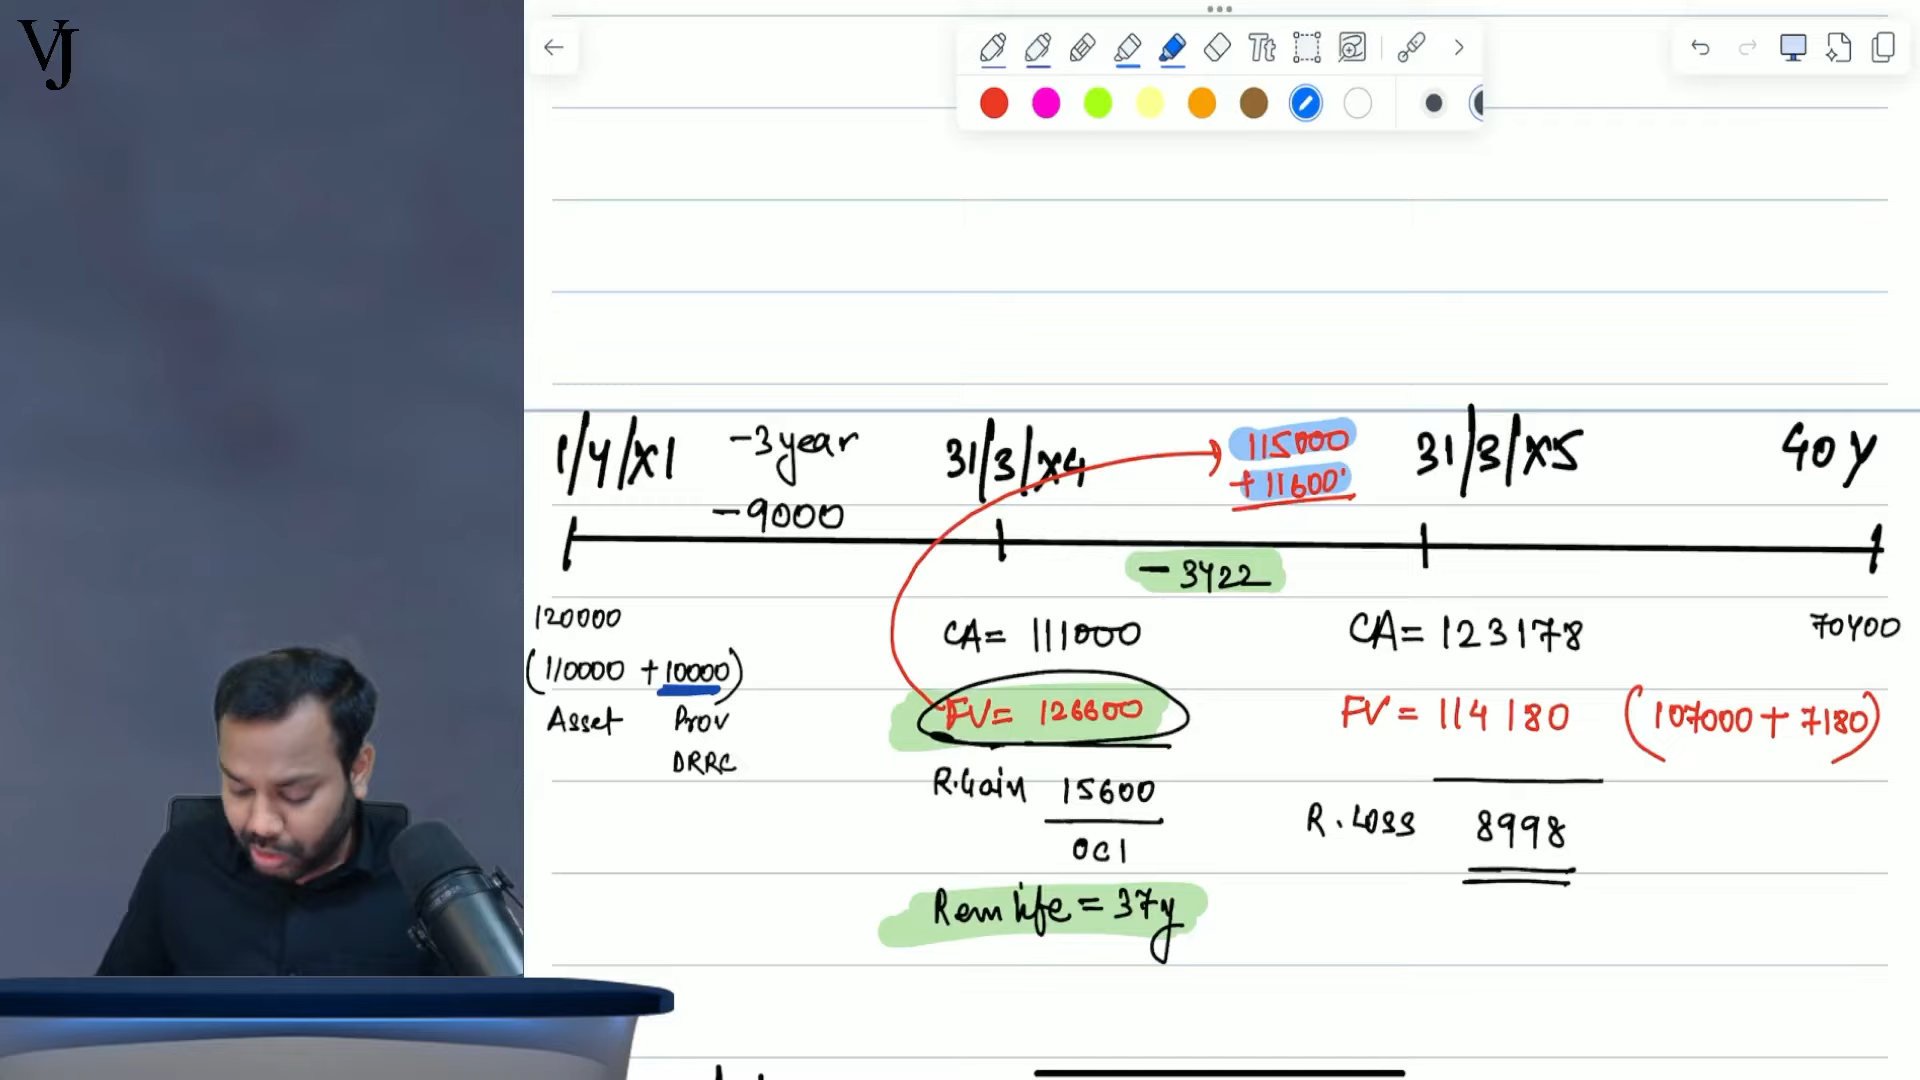 VJ
Tt
1/4/X1 -3year 31/3/X4 115000 31/3/X5 40 Y
+11600
-9000
-3422
120000 CA= 111000 CA= 123178 70400
(110000 + 10000) FV= 126600 FV= 114180 (107000 + 7180)
Asset Prov
DRRC
R.Gain 15600 R. Loss 8998
OCI
Rem life = 37y